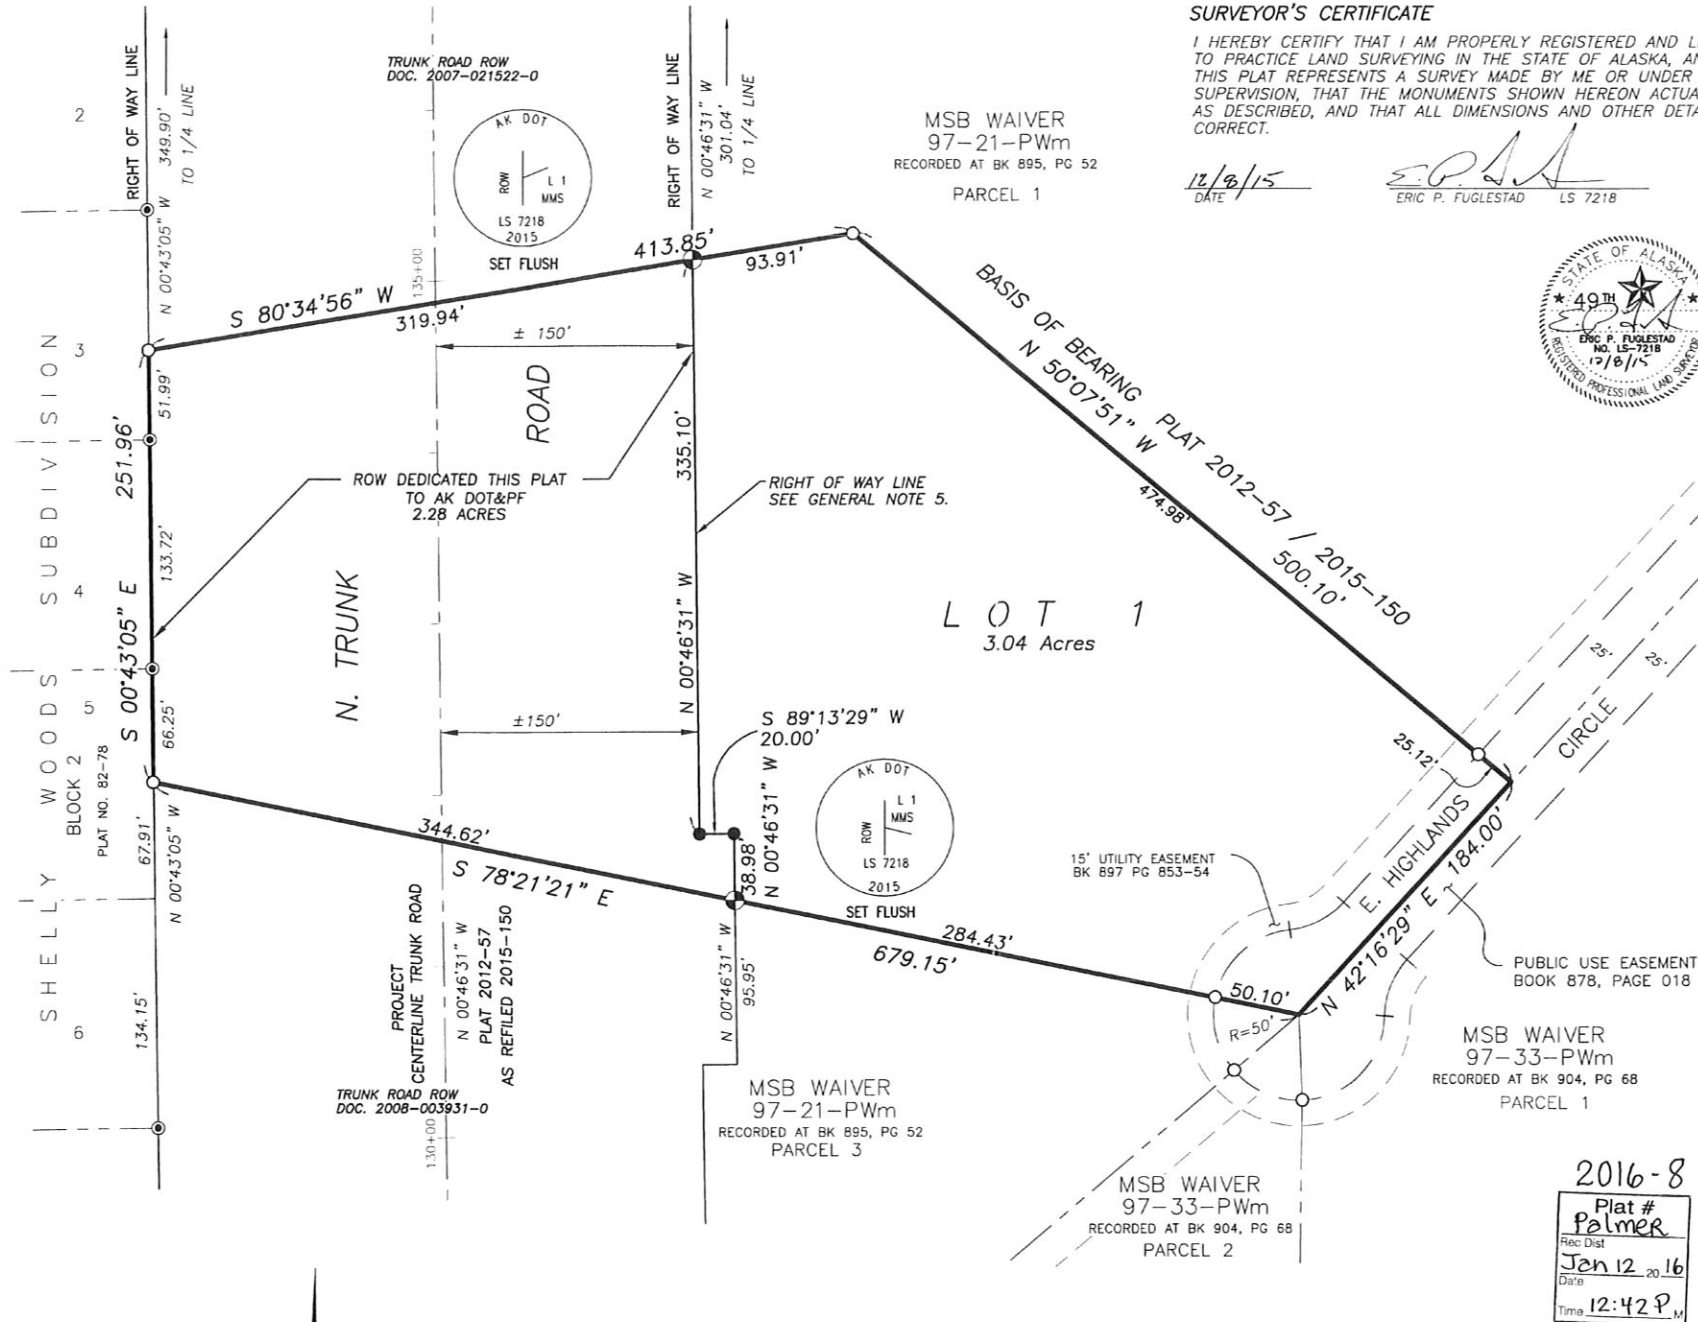 SURVEYOR'S CERTIFICATE
I HEREBY CERTIFY THAT I AM PROPERLY REGISTERED AND L
TO PRACTICE LAND SURVEYING IN THE STATE OF ALASKA, AN
THIS PLAT REPRESENTS A SURVEY MADE BY ME OR UNDER
SUPERVISION, THAT THE MONUMENTS SHOWN HEREON ACTUA
AS DESCRIBED, AND THAT ALL DIMENSIONS AND OTHER DETA
CORRECT.
12/8/15
DATE
ERIC P. FUGLESTAD LS 7218
STATE OF ALASKA
49TH
ERIC P. FUGLESTAD
NO. LS-7218
12/8/15
REGISTERED PROFESSIONAL LAND SURVEYOR
RIGHT OF WAY LINE
N 00°43'05" W 349.90'
TO 1/4 LINE
TRUNK ROAD ROW
DOC. 2007-021522-0
RIGHT OF WAY LINE
N 00°46'31" W
301.04'
TO 1/4 LINE
MSB WAIVER
97-21-PWm
RECORDED AT BK 895, PG 52
PARCEL 1
AK DOT
ROW
L 1
MMS
LS 7218
2015
SET FLUSH
135+00
413.85'
93.91'
S 80°34'56" W
319.94'
± 150'
BASIS OF BEARING PLAT 2012-57 / 2015-150
N 50°07'51" W
500.10'
474.98'
2
3
4
5
6
SHELLY WOODS SUBDIVISION
BLOCK 2
PLAT NO. 82-78
51.99'
251.96'
S 00°43'05" E
133.72'
66.25'
67.91'
N 00°43'05" W
134.15'
ROW DEDICATED THIS PLAT
TO AK DOT&PF
2.28 ACRES
N. TRUNK ROAD
335.10'
N 00°46'31" W
RIGHT OF WAY LINE
SEE GENERAL NOTE 5.
LOT 1
3.04 Acres
±150'
S 89°13'29" W
20.00'
N 00°46'31" W
38.98'
AK DOT
ROW
L 1
MMS
LS 7218
2015
SET FLUSH
344.62'
S 78°21'21" E
284.43'
679.15'
50.10'
R=50'
25.12'
25'
25'
E. HIGHLANDS CIRCLE
184.00'
N 42°16'29" E
15' UTILITY EASEMENT
BK 897 PG 853-54
PUBLIC USE EASEMENT
BOOK 878, PAGE 018
MSB WAIVER
97-33-PWm
RECORDED AT BK 904, PG 68
PARCEL 1
PROJECT
CENTERLINE TRUNK ROAD
N 00°46'31" W
PLAT 2012-57
AS REFILED 2015-150
TRUNK ROAD ROW
DOC. 2008-003931-0
130+00
N 00°46'31" W
95.95'
MSB WAIVER
97-21-PWm
RECORDED AT BK 895, PG 52
PARCEL 3
MSB WAIVER
97-33-PWm
RECORDED AT BK 904, PG 68
PARCEL 2
2016-8
Plat #
Palmer
Rec Dist
Jan 12 20 16
Date
Time 12:42 P M